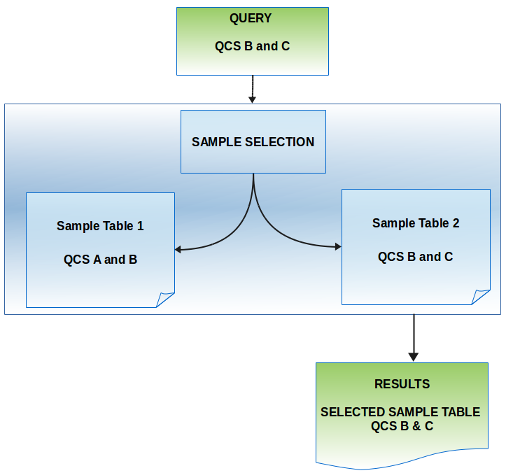 QUERY
QCS B and C
SAMPLE SELECTION
Sample Table 1
QCS A and B
Sample Table 2
QCS B and C
RESULTS
SELECTED SAMPLE TABLE
QCS B & C